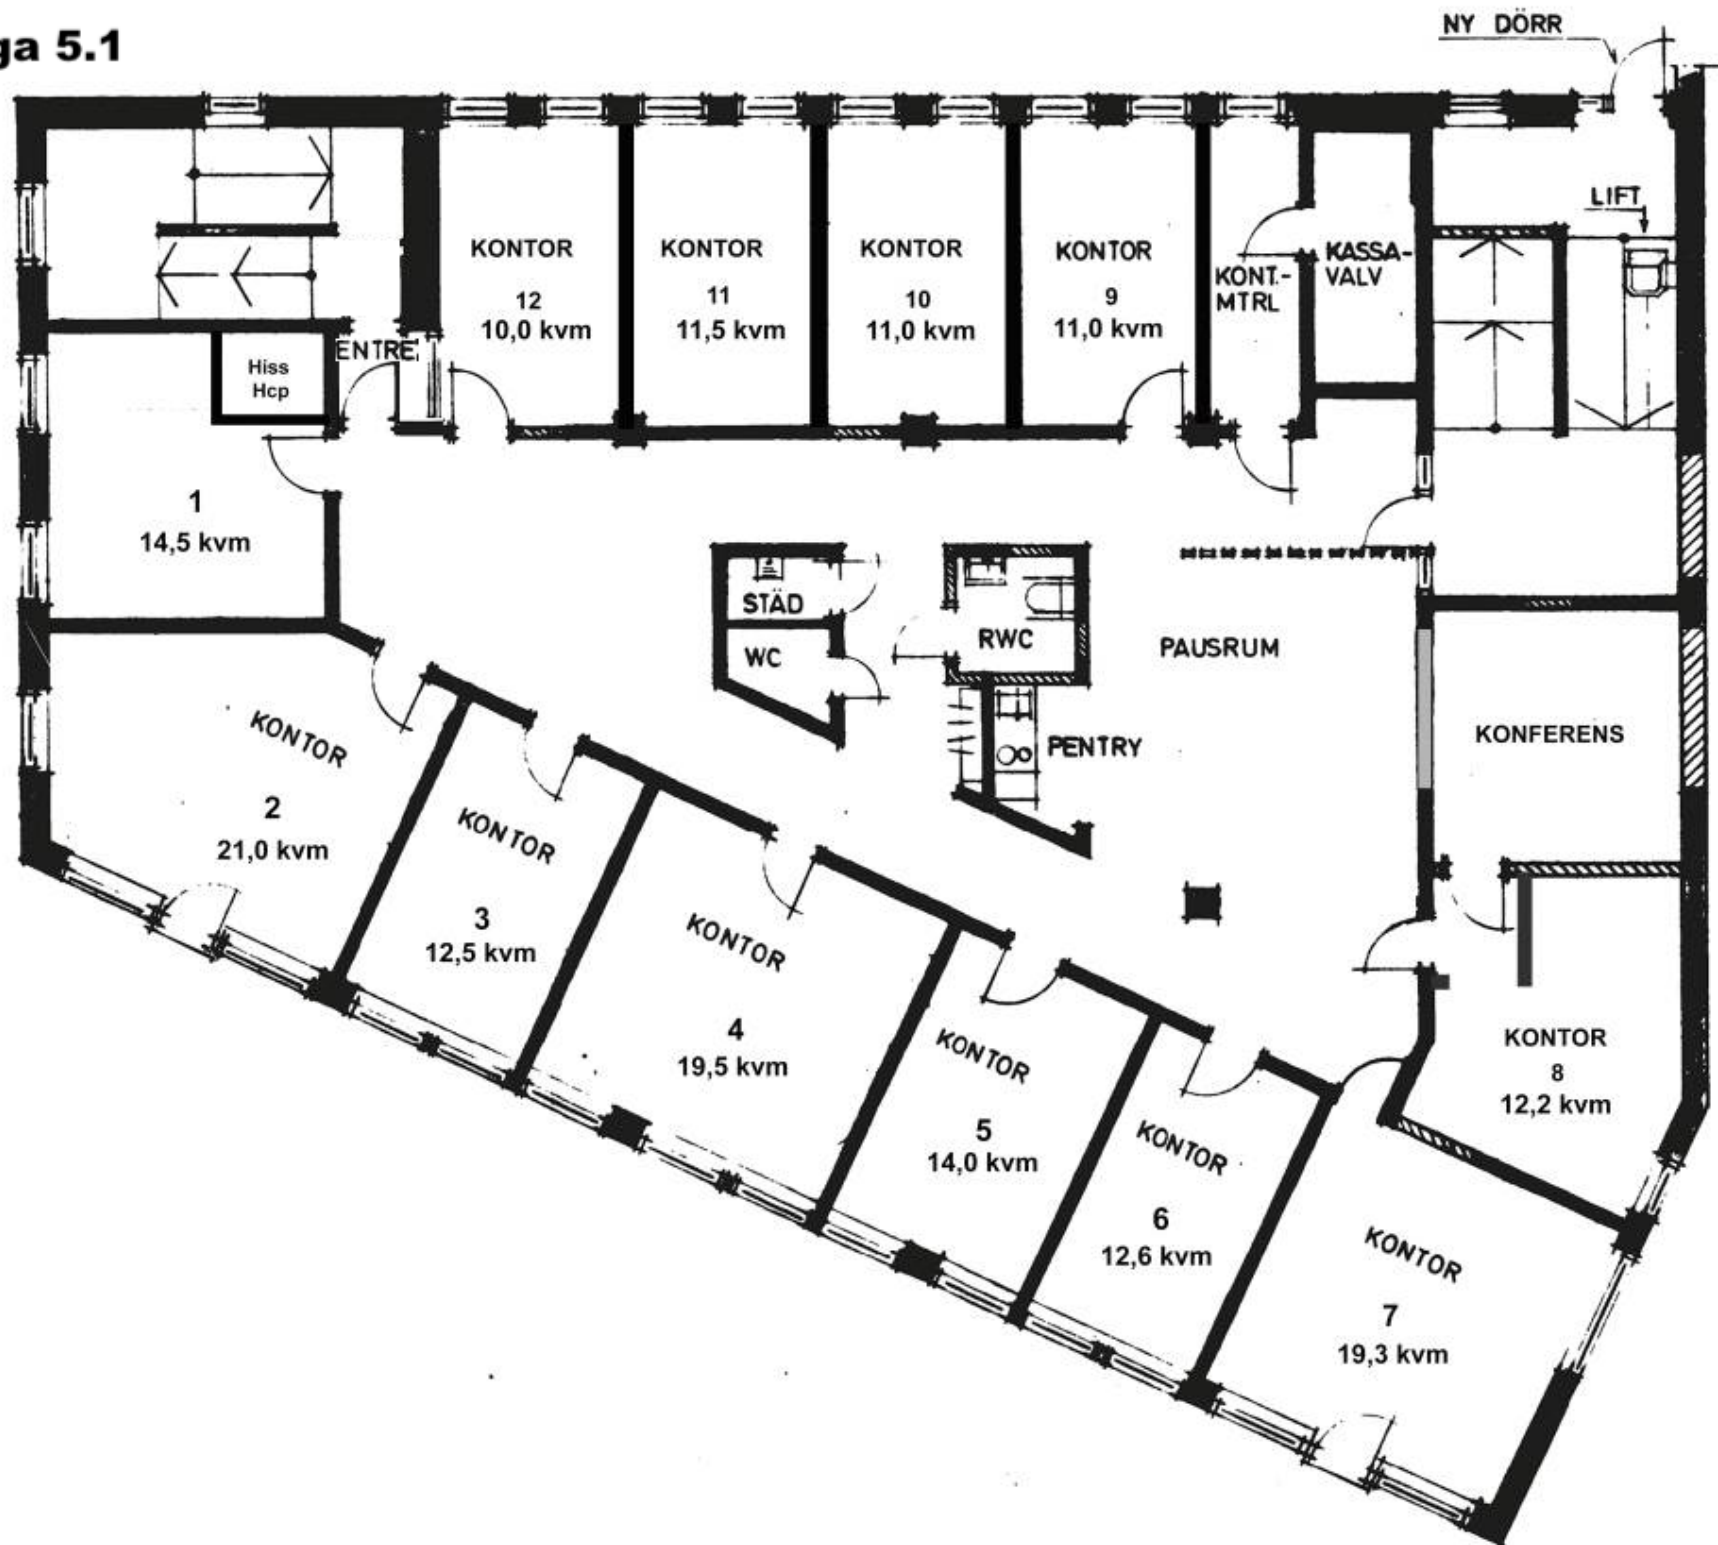 ga 5.1
NY DÖRR
LIFT
KONTOR
12
10,0 kvm
KONTOR
11
11,5 kvm
KONTOR
10
11,0 kvm
KONTOR
9
11,0 kvm
KONT.-
MTRL
KASSA-
VALV
ENTRE
Hiss
Hcp
1
14,5 kvm
STÄD
WC
RWC
PAUSRUM
PENTRY
KONFERENS
KONTOR
2
21,0 kvm
KONTOR
3
12,5 kvm
KONTOR
4
19,5 kvm
KONTOR
5
14,0 kvm
KONTOR
6
12,6 kvm
KONTOR
7
19,3 kvm
KONTOR
8
12,2 kvm